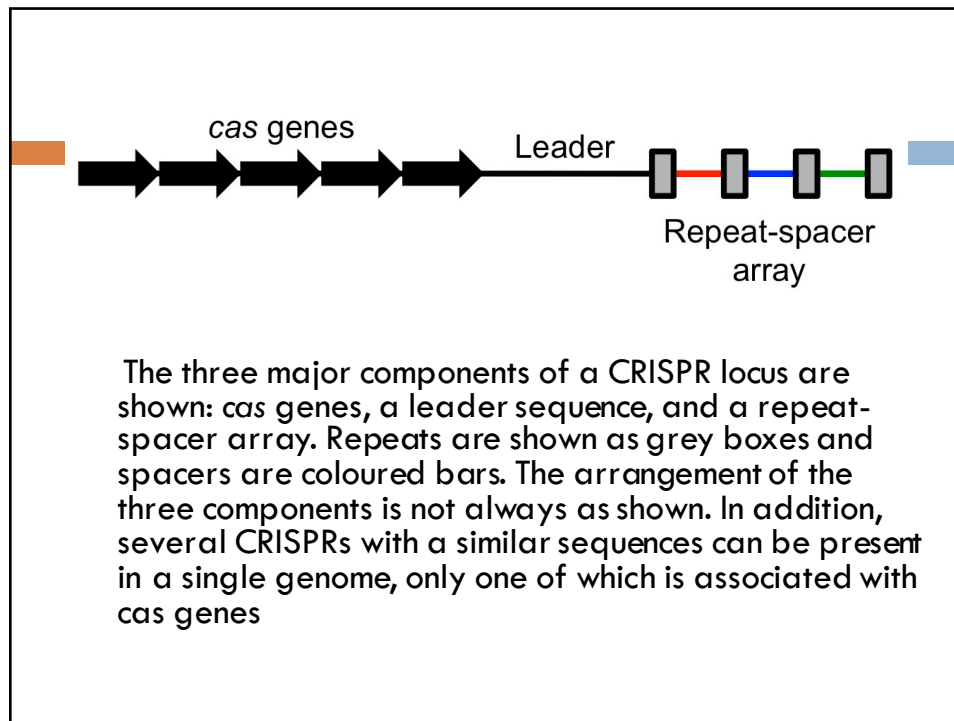 cas genes
Leader
Repeat-spacer
array
The three major components of a CRISPR locus are
shown: cas genes, a leader sequence, and a repeat-
spacer array. Repeats are shown as grey boxes and
spacers are coloured bars. The arrangement of the
three components is not always as shown. In addition,
several CRISPRs with a similar sequences can be present
in a single genome, only one of which is associated with
cas genes